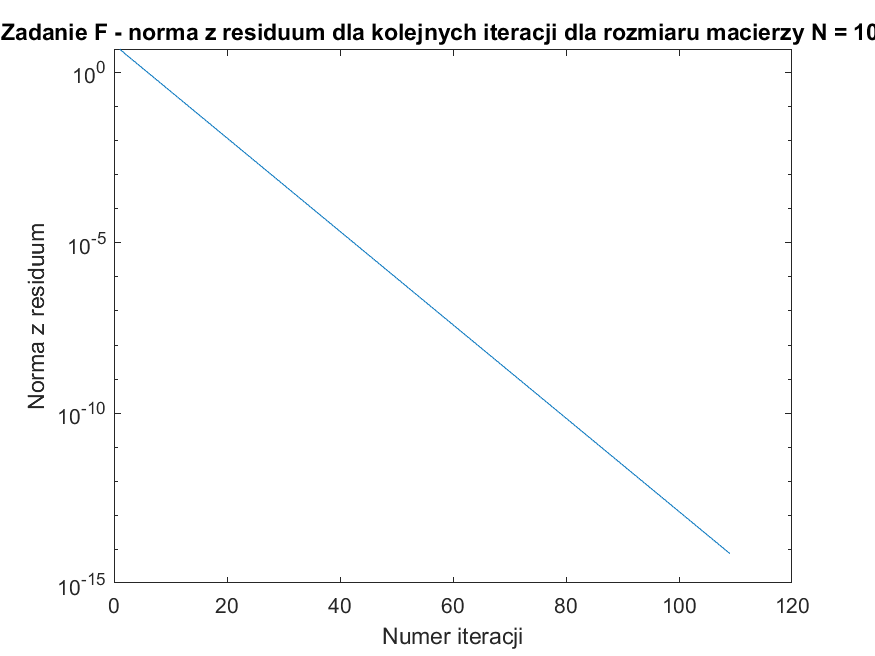 Zadanie F - norma z residuum dla kolejnych iteracji dla rozmiaru macierzy N = 10
10^0
10^-5
10^-10
10^-15
Norma z residuum
0 20 40 60 80 100 120
Numer iteracji